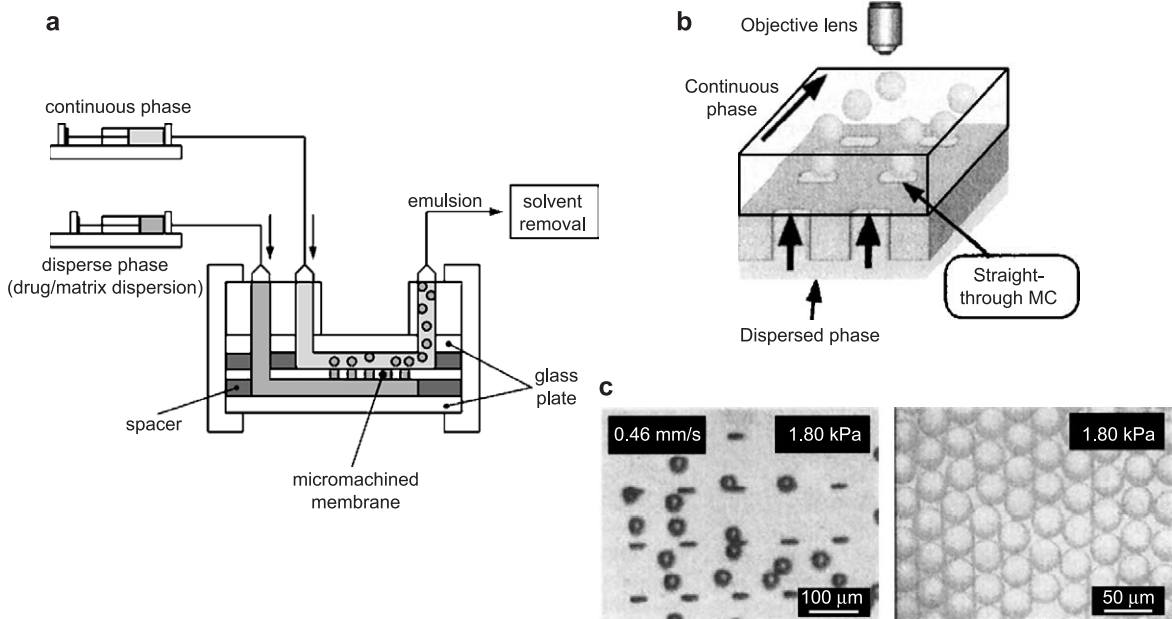 a
continuous phase
disperse phase
(drug/matrix dispersion)
emulsion
solvent
removal
spacer
glass
plate
micromachined
membrane
b
Objective lens
Continuous
phase
Straight-
through MC
Dispersed phase
c
0.46 mm/s
1.80 kPa
100 μm
1.80 kPa
50 μm